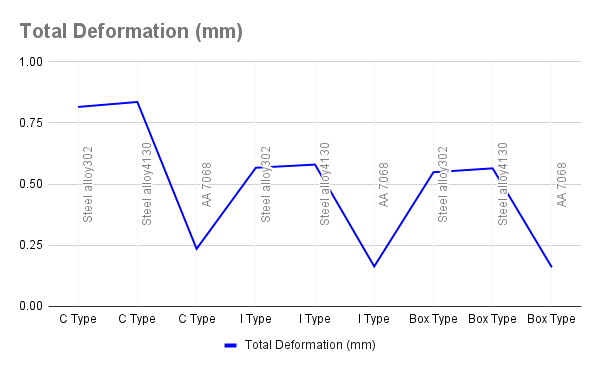 Total Deformation (mm)
1.00
0.75
0.50
0.25
0.00
Steel alloy302
Steel alloy4130
AA 7068
Steel alloy302
Steel alloy4130
AA 7068
Steel alloy302
Steel alloy4130
AA 7068
C Type C Type C Type I Type I Type I Type Box Type Box Type Box Type
Total Deformation (mm)